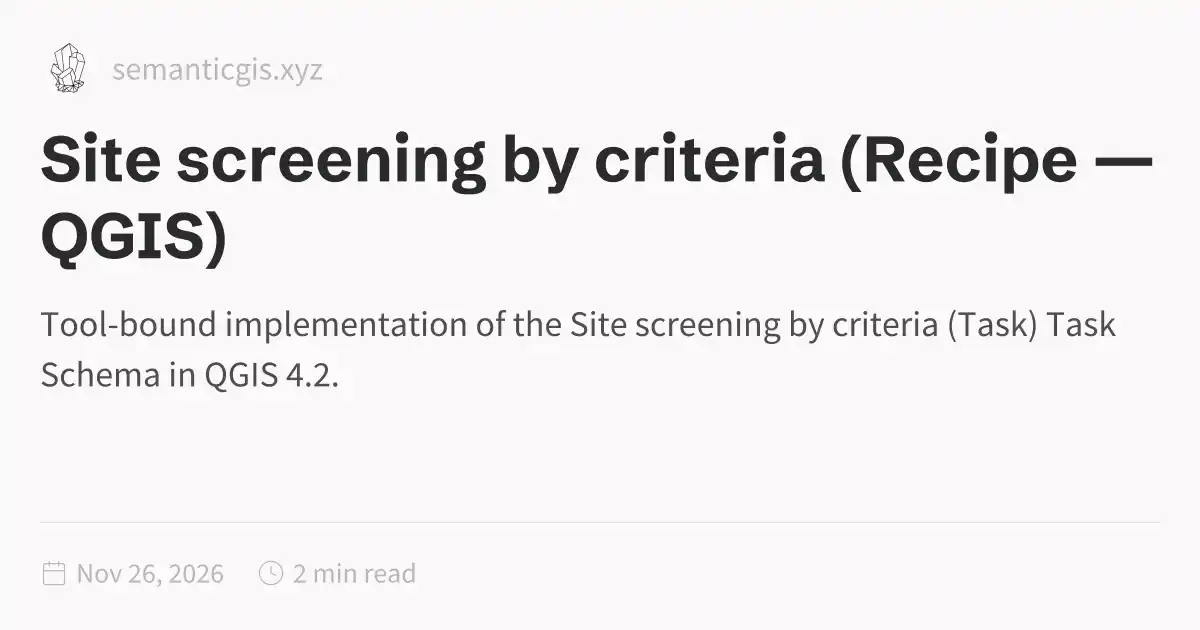 semanticgis.xyz
Site screening by criteria (Recipe —
QGIS)
Tool-bound implementation of the Site screening by criteria (Task) Task
Schema in QGIS 4.2.
Nov 26, 2026 2 min read